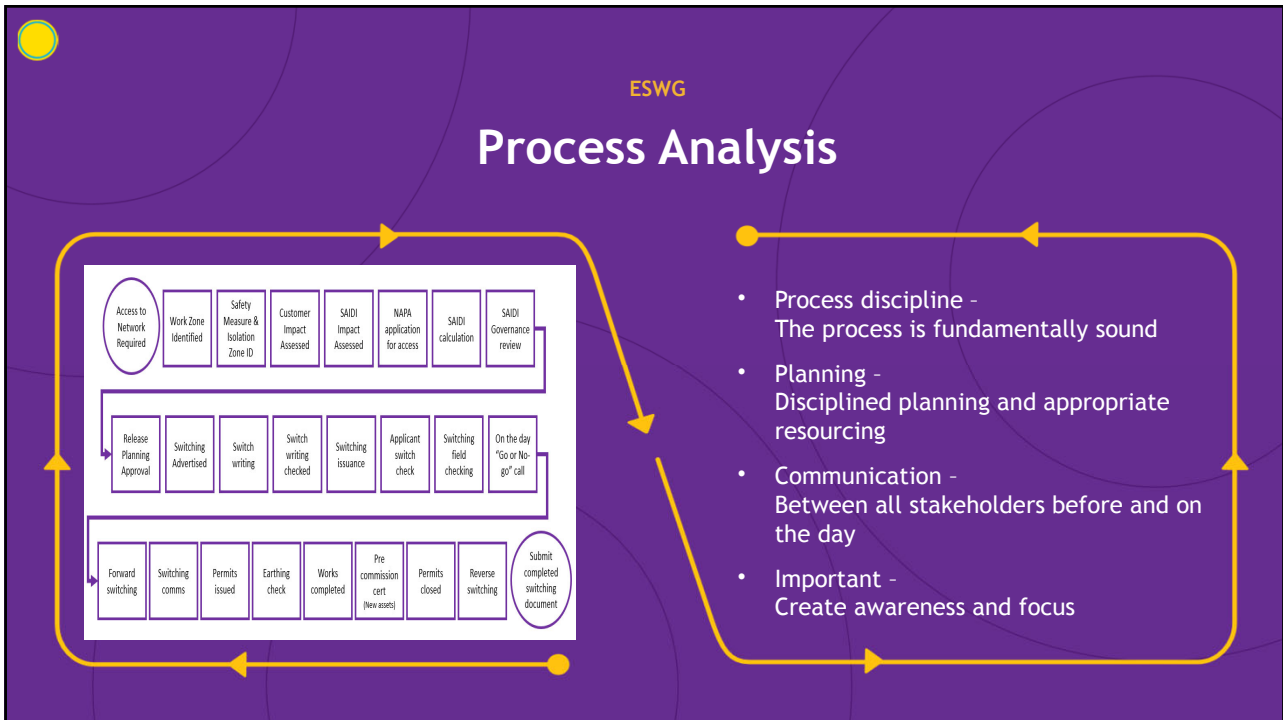 ESWG
Process Analysis
Access to
Network
Required
Work Zone
Identified
Safety
Measure &
Isolation
Zone ID
Customer
Impact
Assessed
SAIDI
Impact
Assessed
NAPA
application
for access
SAIDI
calculation
SAIDI
Governance
review
Release
Planning
Approval
Switching
Advertised
Switch
writing
Switch
writing
checked
Switching
issuance
Applicant
switch
check
Switching
field
checking
On the day
"Go or No-
go" call
Forward
switching
Switching
comms
Permits
issued
Earthing
check
Works
completed
Pre
commission
cert
(New assets)
Permits
closed
Reverse
switching
Submit
completed
switching
document
• Process discipline –
The process is fundamentally sound
• Planning –
Disciplined planning and appropriate
resourcing
• Communication –
Between all stakeholders before and on
the day
• Important –
Create awareness and focus